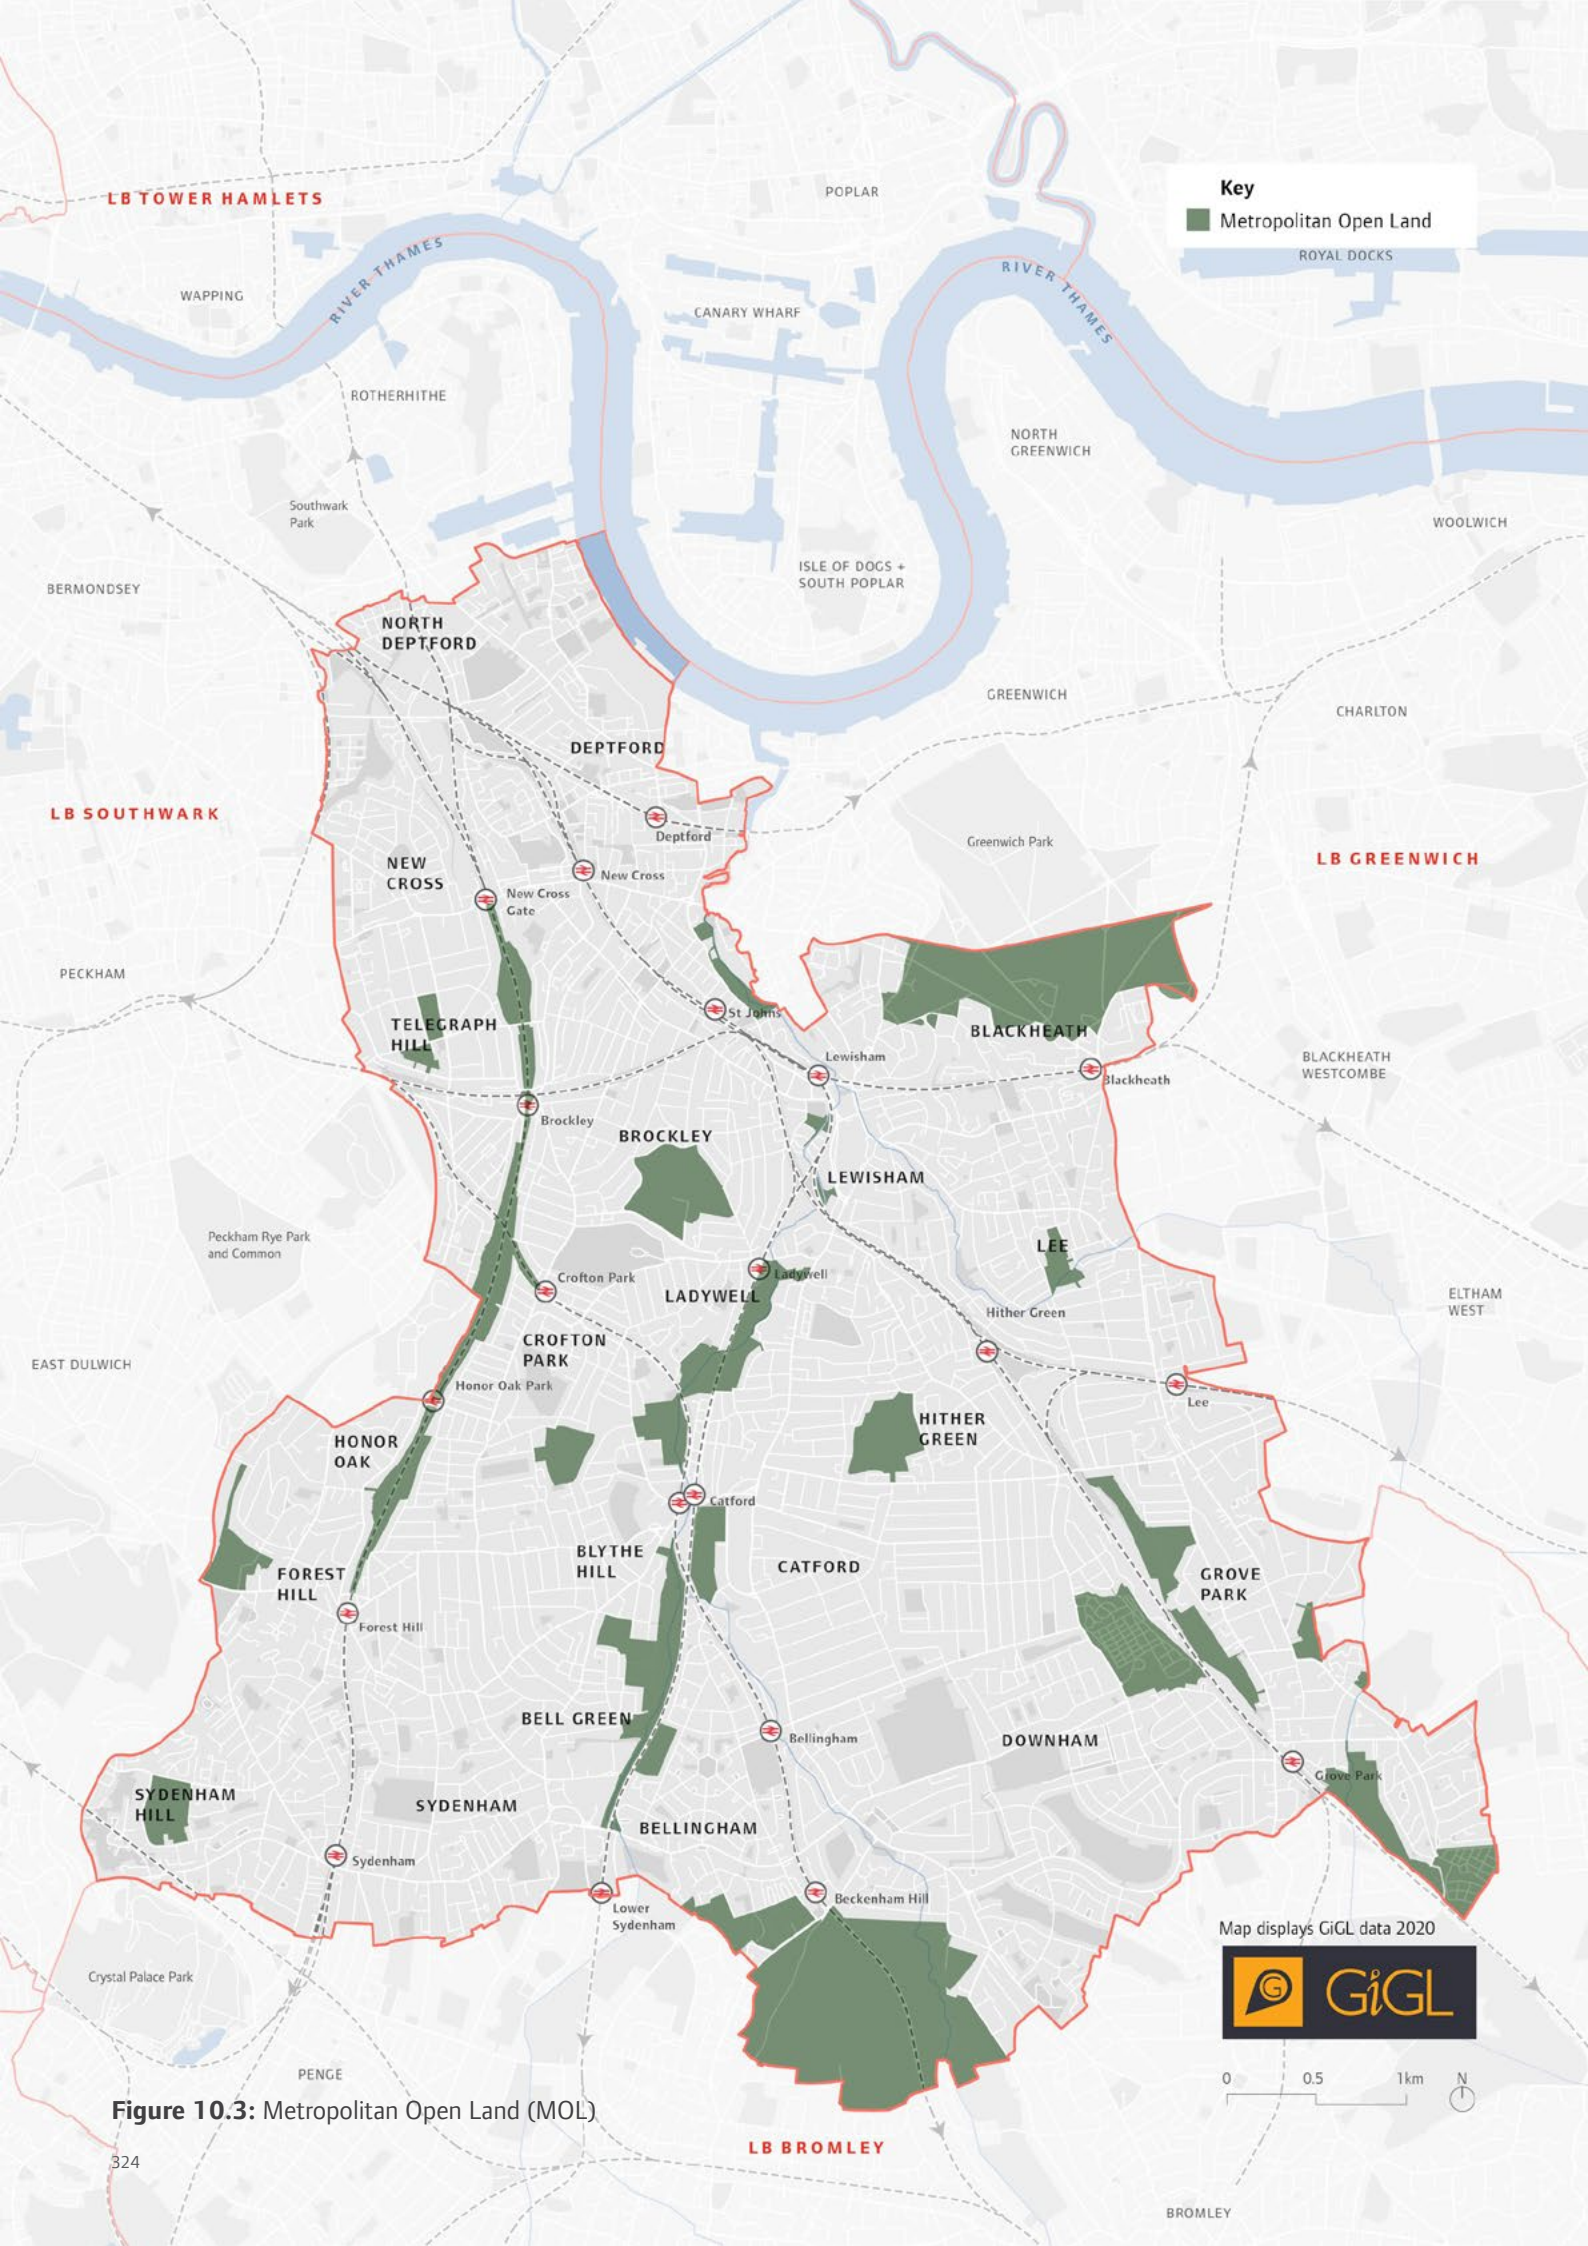 LB TOWER HAMLETS
POPLAR
Key
Metropolitan Open Land
ROYAL DOCKS
RIVER THAMES
RIVER THAMES
WAPPING
CANARY WHARF
ROTHERHITHE
NORTH
GREENWICH
Southwark
Park
WOOLWICH
ISLE OF DOGS +
SOUTH POPLAR
BERMONDSEY
NORTH
DEPTFORD
GREENWICH
CHARLTON
DEPTFORD
LB SOUTHWARK
Deptford
Greenwich Park
LB GREENWICH
NEW
CROSS
New Cross
New Cross
Gate
PECKHAM
St Johns
TELEGRAPH
HILL
BLACKHEATH
Lewisham
Blackheath
BLACKHEATH
WESTCOMBE
Brockley
BROCKLEY
LEWISHAM
Peckham Rye Park
and Common
LEE
Crofton Park
Ladywell
LADYWELL
Hither Green
ELTHAM
WEST
CROFTON
PARK
EAST DULWICH
Honor Oak Park
Lee
HONOR
OAK
HITHER
GREEN
Catford
BLYTHE
HILL
CATFORD
FOREST
HILL
GROVE
PARK
Forest Hill
BELL GREEN
Bellingham
DOWNHAM
Grove Park
SYDENHAM
HILL
SYDENHAM
BELLINGHAM
Sydenham
Beckenham Hill
Lower
Sydenham
Map displays GiGL data 2020
Crystal Palace Park
G GiGL
PENGE
0 0.5 1km N
Figure 10.3: Metropolitan Open Land (MOL)
LB BROMLEY
324
BROMLEY